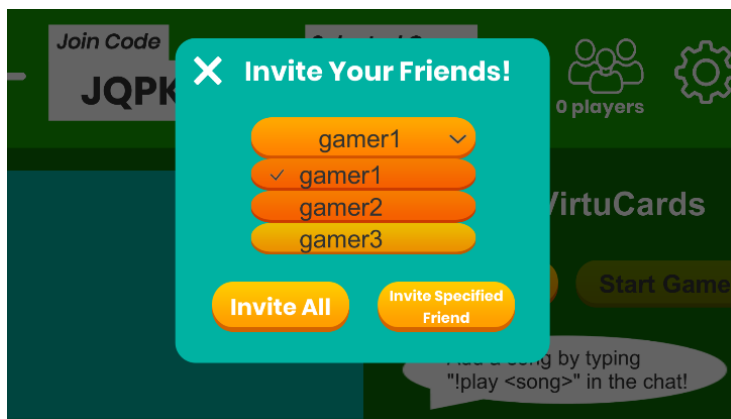 Join Code
JQPK
0 players
Invite Your Friends!
gamer1
gamer1
gamer2
gamer3
Invite All
Invite Specified
Friend
VirtuCards
Start Game
song by typing
"!play <song>" in the chat!